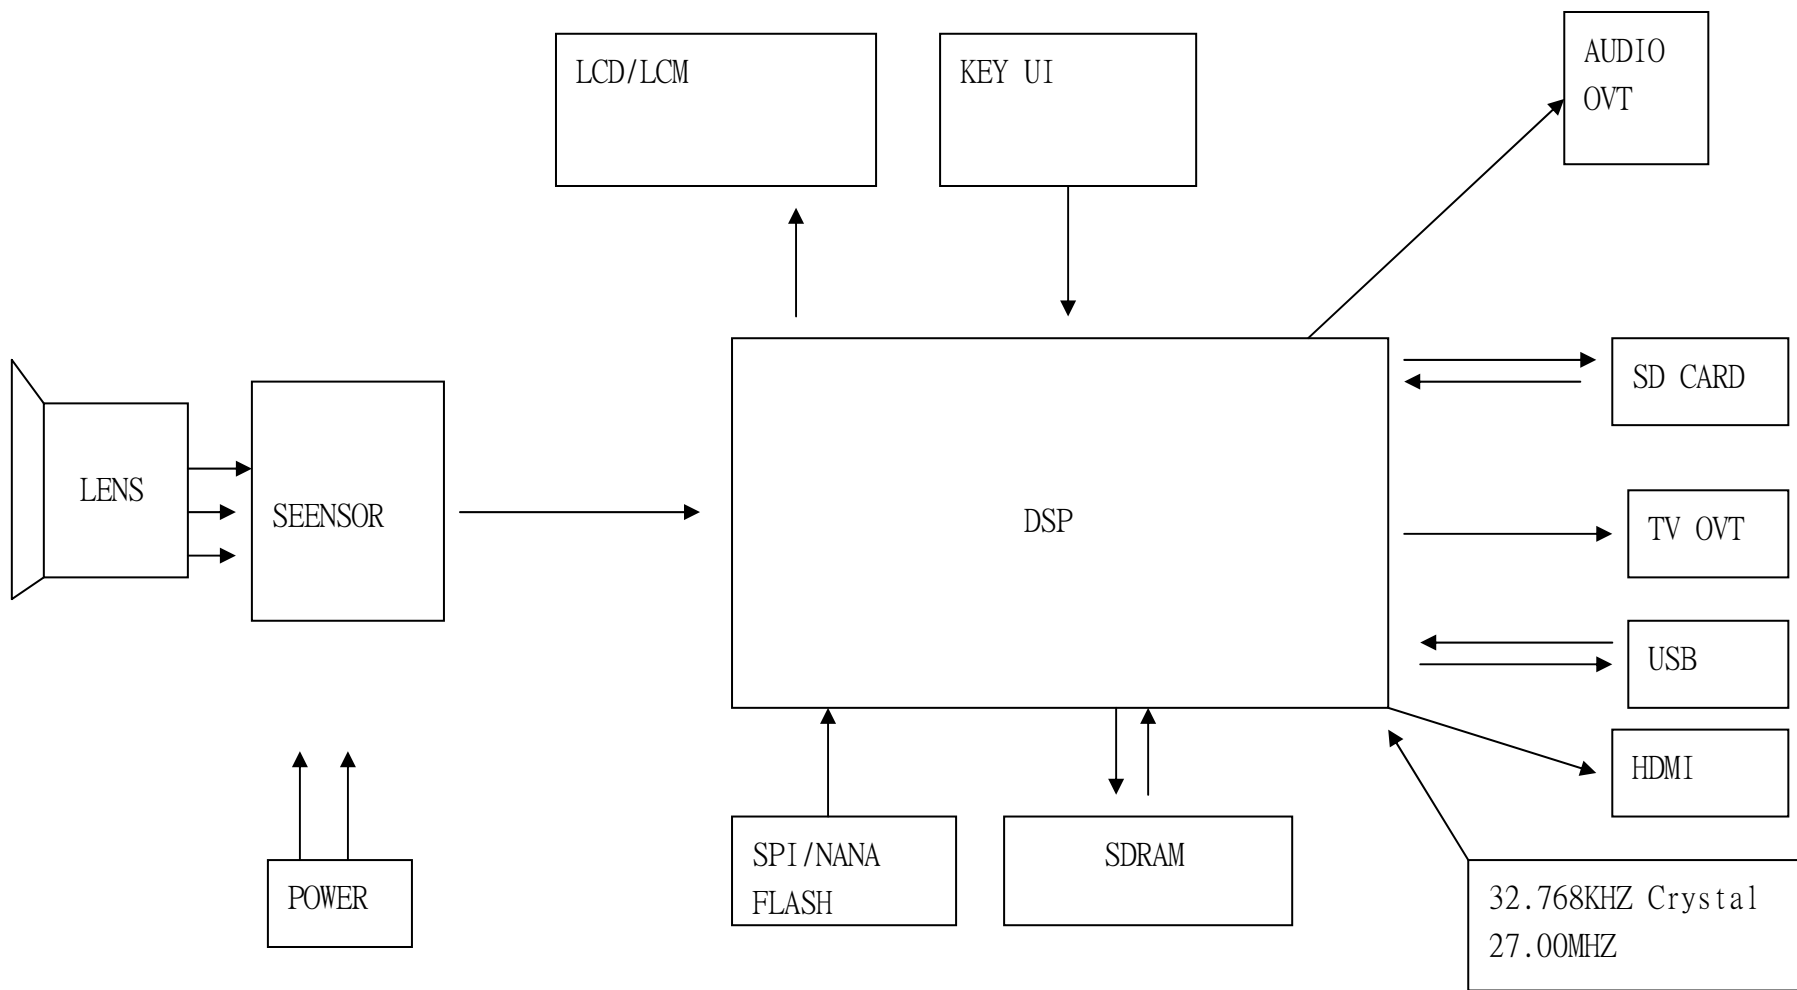 LCD/LCM
KEY UI
AUDIO
OVT
SD CARD
LENS
SEENSOR
DSP
TV OVT
USB
HDMI
SPI/NANA
FLASH
SDRAM
POWER
32.768KHZ Crystal
27.00MHZ